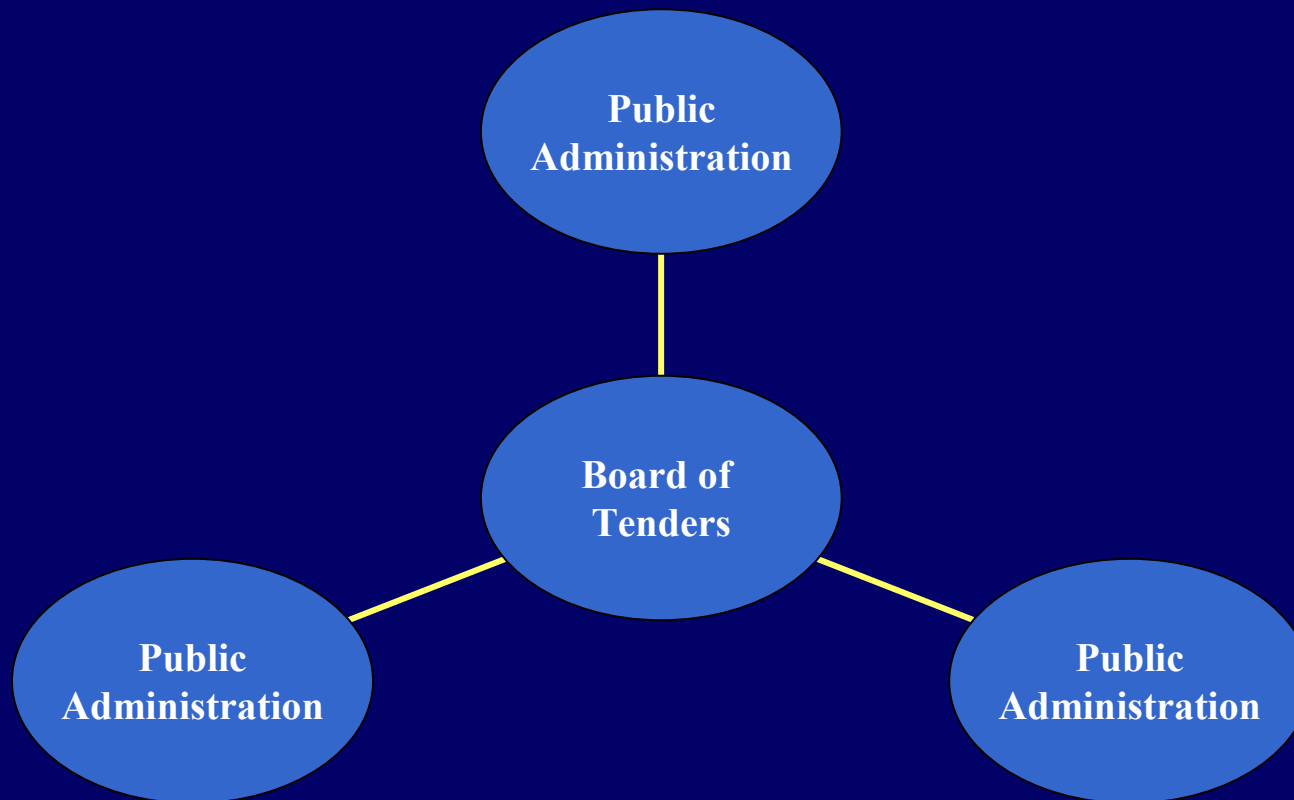 Public
Administration
Board of
Tenders
Public
Administration
Public
Administration